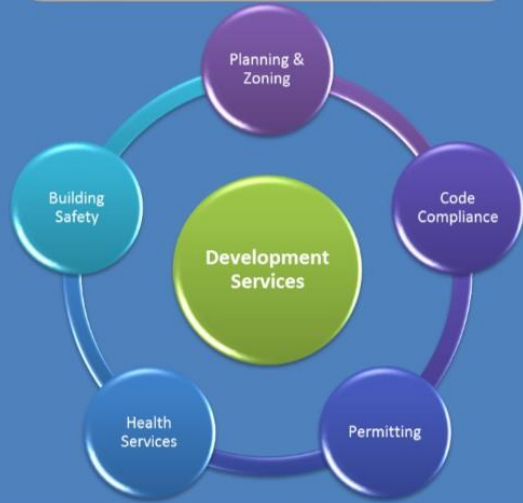 Planning &
Zoning
Code
Compliance
Permitting
Health
Services
Building
Safety
Development
Services